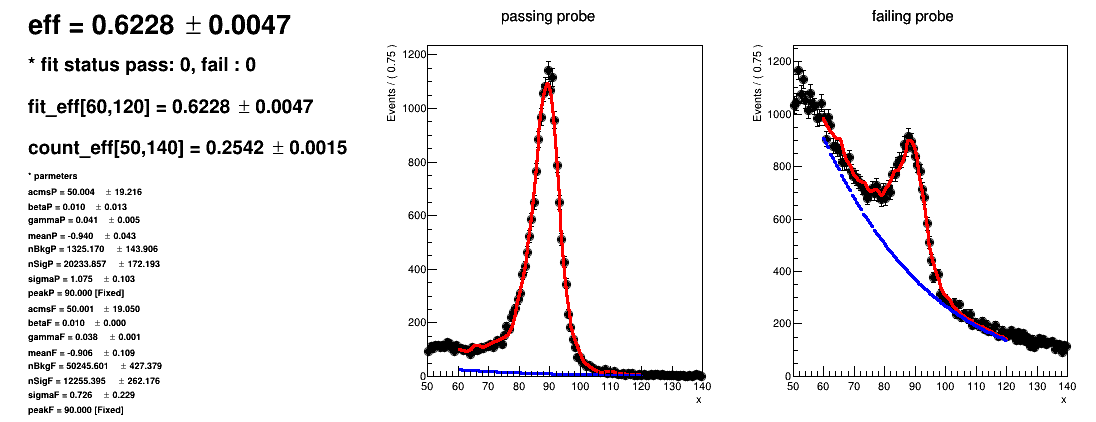 eff = 0.6228 ± 0.0047
* fit status pass: 0, fail : 0
fit_eff[60,120] = 0.6228 ± 0.0047
count_eff[50,140] = 0.2542 ± 0.0015
* parmeters
acmsP = 50.004 ± 19.216
betaP = 0.010 ± 0.013
gammaP = 0.041 ± 0.005
meanP = -0.940 ± 0.043
nBkgP = 1325.170 ± 143.906
nSigP = 20233.857 ± 172.193
sigmaP = 1.075 ± 0.103
peakP = 90.000 [Fixed]
acmsF = 50.001 ± 19.050
betaF = 0.010 ± 0.000
gammaF = 0.038 ± 0.001
meanF = -0.906 ± 0.109
nBkgF = 50245.601 ± 427.379
nSigF = 12255.395 ± 262.176
sigmaF = 0.726 ± 0.229
peakF = 90.000 [Fixed]
passing probe
Events / ( 0.75 )
1200
1000
800
600
400
200
0
50 60 70 80 90 100 110 120 130 140
x
failing probe
Events / ( 0.75 )
1200
1000
800
600
400
200
0
50 60 70 80 90 100 110 120 130 140
x